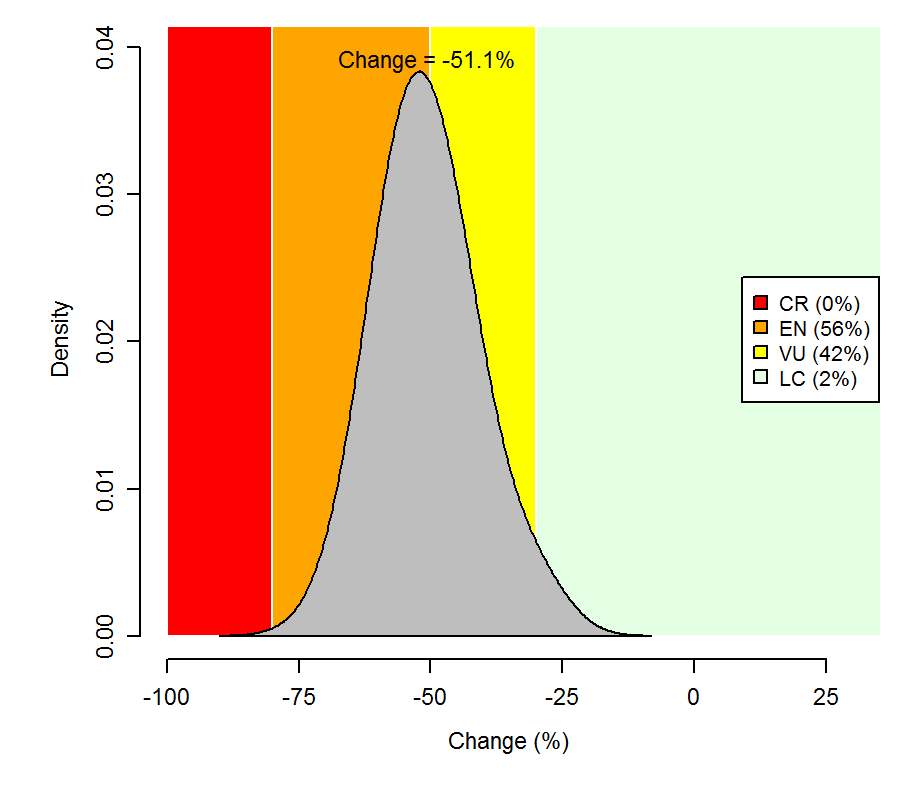 Change = -51.1%
0.04
0.03
0.02
0.01
0.00
Density
CR (0%)
EN (56%)
VU (42%)
LC (2%)
-100 -75 -50 -25 0 25
Change (%)